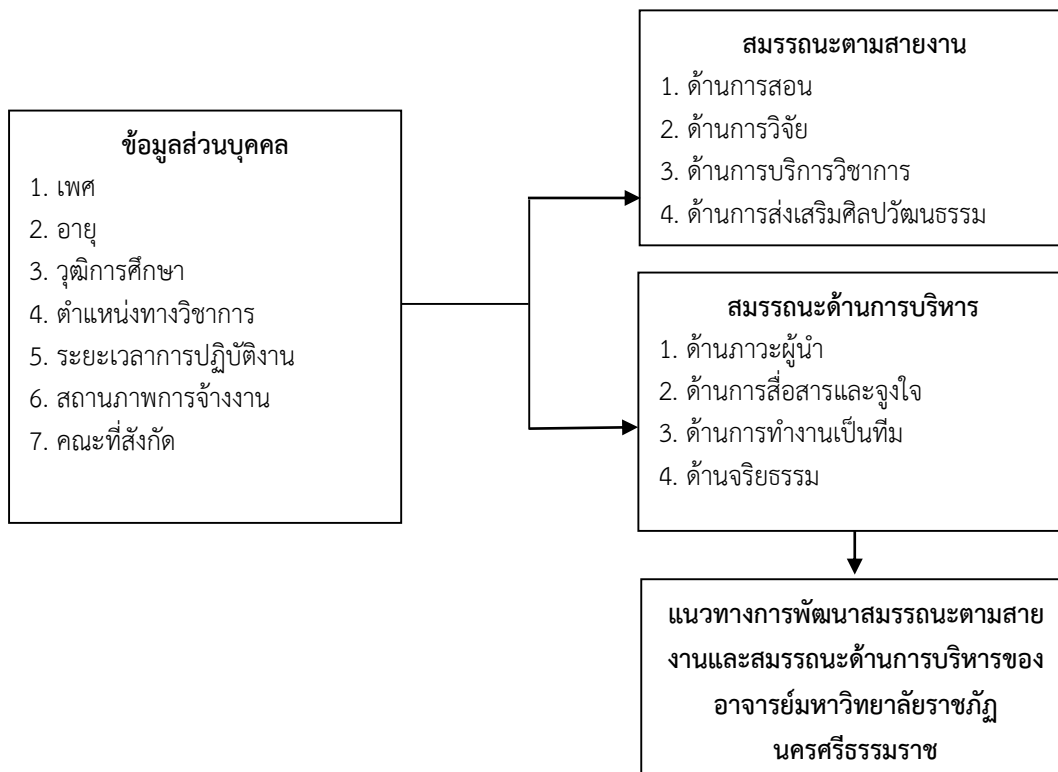 ข้อมูลส่วนบุคคล
1. เพศ
2. อายุ
3. วุฒิการศึกษา
4. ตำแหน่งทางวิชาการ
5. ระยะเวลาการปฏิบัติงาน
6. สถานภาพการจ้างงาน
7. คณะที่สังกัด
สมรรถนะตามสายงาน
1. ด้านการสอน
2. ด้านการวิจัย
3. ด้านการบริการวิชาการ
4. ด้านการส่งเสริมศิลปวัฒนธรรม
สมรรถนะด้านการบริหาร
1. ด้านภาวะผู้นำ
2. ด้านการสื่อสารและจูงใจ
3. ด้านการทำงานเป็นทีม
4. ด้านจริยธรรม
แนวทางการพัฒนาสมรรถนะตามสาย
งานและสมรรถนะด้านการบริหารของ
อาจารย์มหาวิทยาลัยราชภัฏ
นครศรีธรรมราช